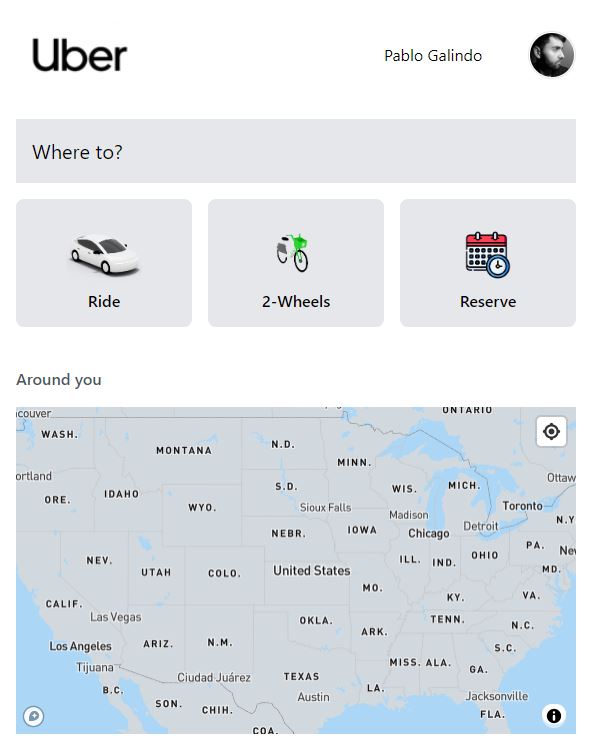 Uber
Pablo Galindo
Where to?
Ride
2-Wheels
Reserve
Around you
ncouver
ONTARIO
WASH.
MONTANA
N.D.
MINN.
ortland
ORE.
IDAHO
WYO.
S.D.
Sioux Falls
WIS.
MICH.
Ottaw
Madison
Toronto
N.Y
NEBR.
IOWA
Chicago
Detroit
NEV.
UTAH
COLO.
United States
ILL.
IND.
OHIO
PA.
Nev
MD.
MO.
KY.
VA.
CALIF.
Las Vegas
OKLA.
ARK.
TENN.
N.C.
Los Angeles
ARIZ.
N.M.
S.C.
Tijuana
Ciudad Juárez
TEXAS
MISS.
ALA.
GA.
B.C.
SON.
CHIH.
Austin
LA.
Jacksonville
FLA.
COA.